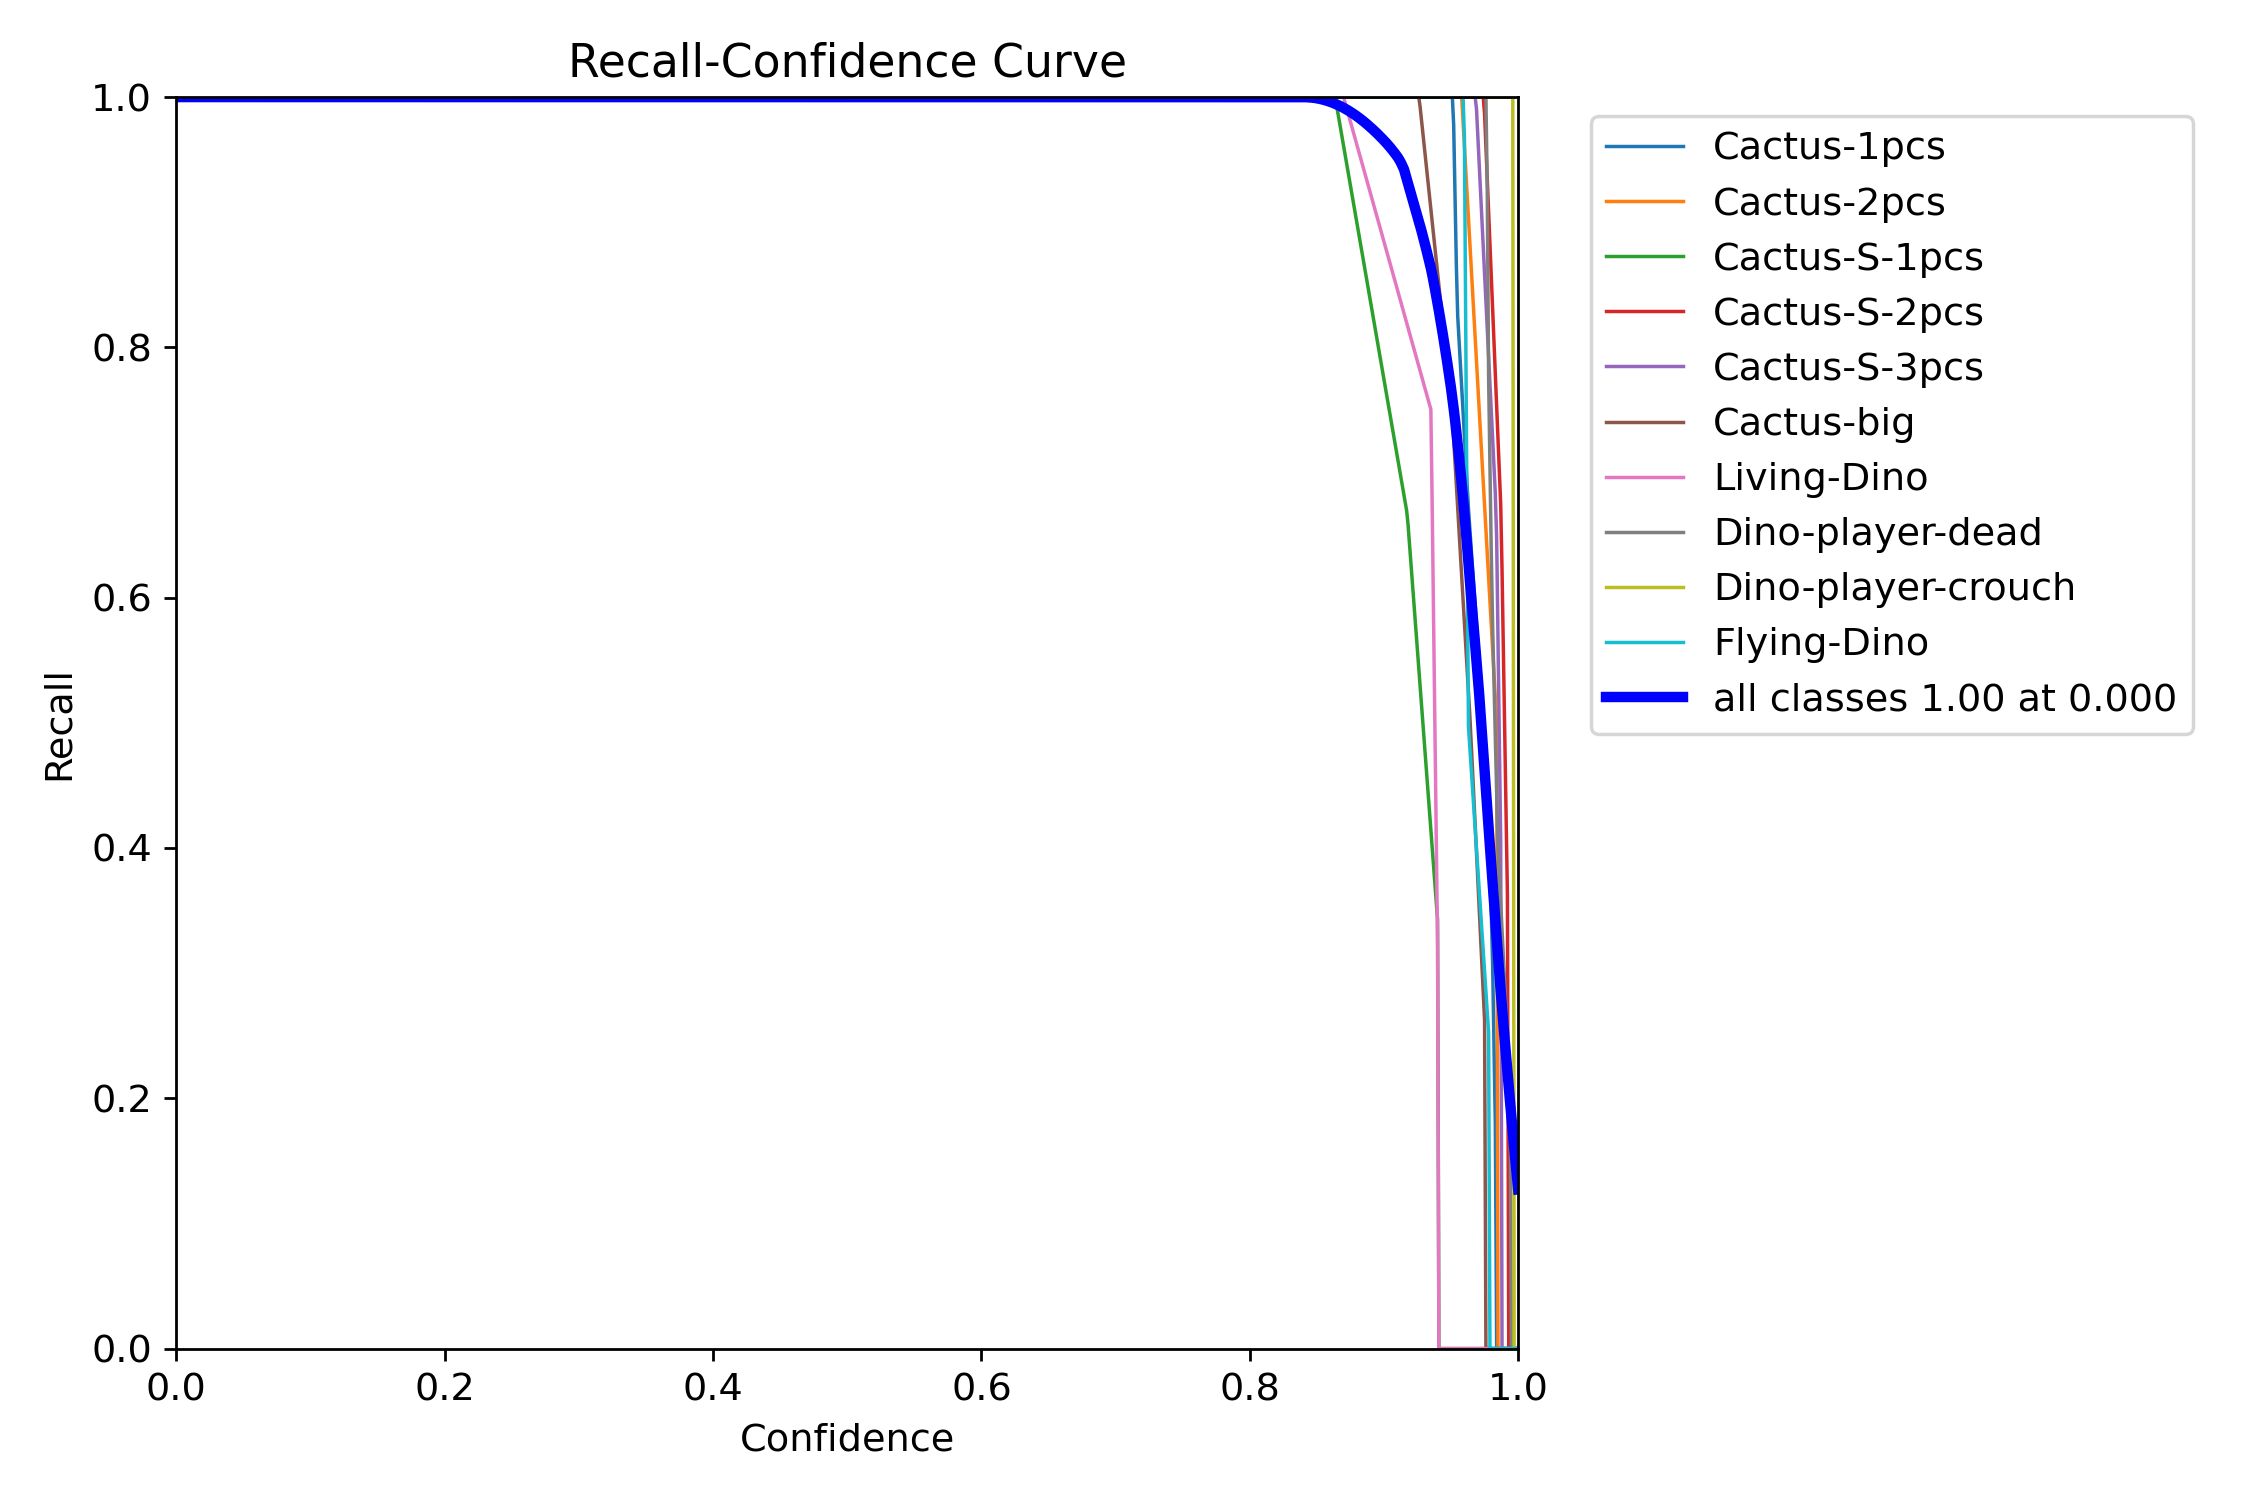 Recall-Confidence Curve
1.0
0.8
0.6
0.4
0.2
0.0
Recall
0.0 0.2 0.4 0.6 0.8 1.0
Confidence
Cactus-1pcs
Cactus-2pcs
Cactus-S-1pcs
Cactus-S-2pcs
Cactus-S-3pcs
Cactus-big
Living-Dino
Dino-player-dead
Dino-player-crouch
Flying-Dino
all classes 1.00 at 0.000